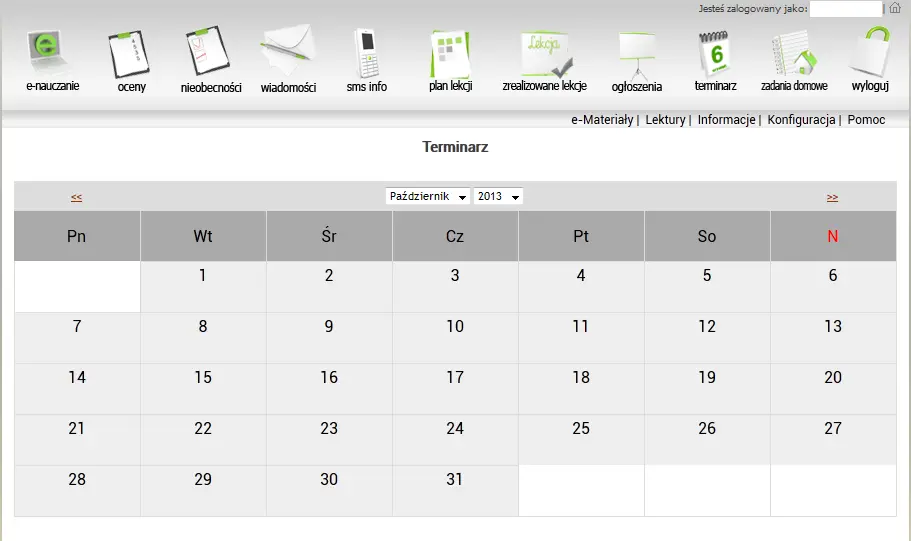 Jesteś zalogowany jako: |
e-nauczanie oceny nieobecności wiadomości sms info plan lekcji Lekcja zrealizowane lekcje ogłoszenia 6 terminarz zadania domowe wyloguj
e-Materiały | Lektury | Informacje | Konfiguracja | Pomoc
Terminarz
<< Październik 2013 >>
Pn Wt Śr Cz Pt So N
1 2 3 4 5 6
7 8 9 10 11 12 13
14 15 16 17 18 19 20
21 22 23 24 25 26 27
28 29 30 31